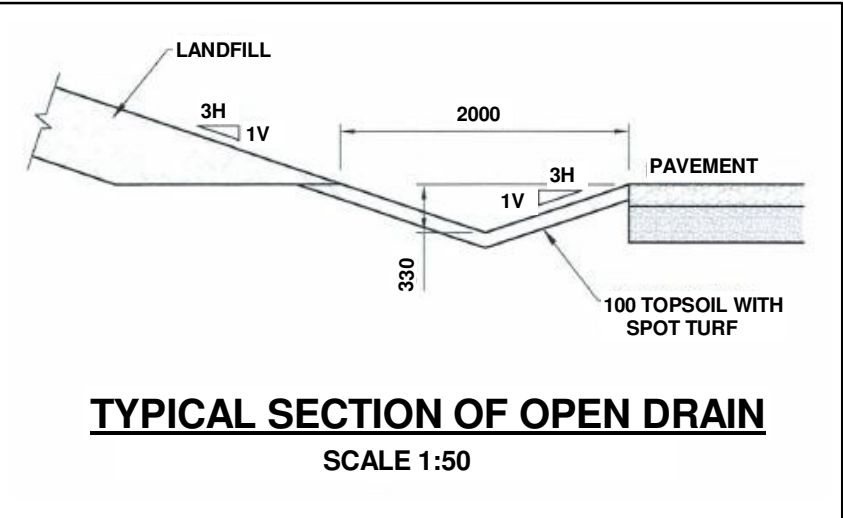 LANDFILL
3H
1V
2000
3H
1V
PAVEMENT
330
100 TOPSOIL WITH
SPOT TURF
TYPICAL SECTION OF OPEN DRAIN
SCALE 1:50